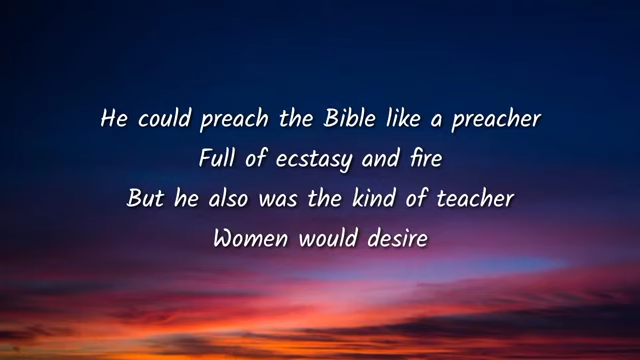 He could preach the Bible like a preacher
Full of ecstasy and fire
But he also was the kind of teacher
Women would desire